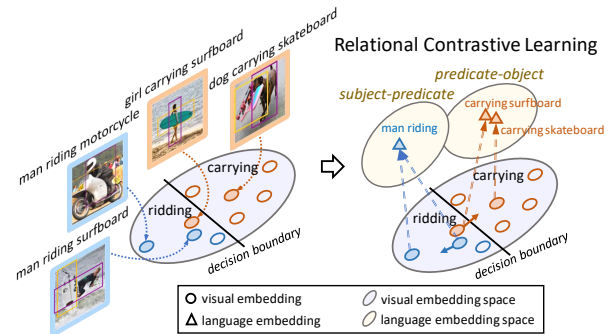 man riding surfboard
man riding motorcycle
girl carrying surfboard
dog carrying skateboard
carrying
ridding
decision boundary
Relational Contrastive Learning
subject-predicate
predicate-object
man riding
carrying surfboard
carrying skateboard
carrying
ridding
decision boundary
visual embedding
visual embedding space
language embedding
language embedding space